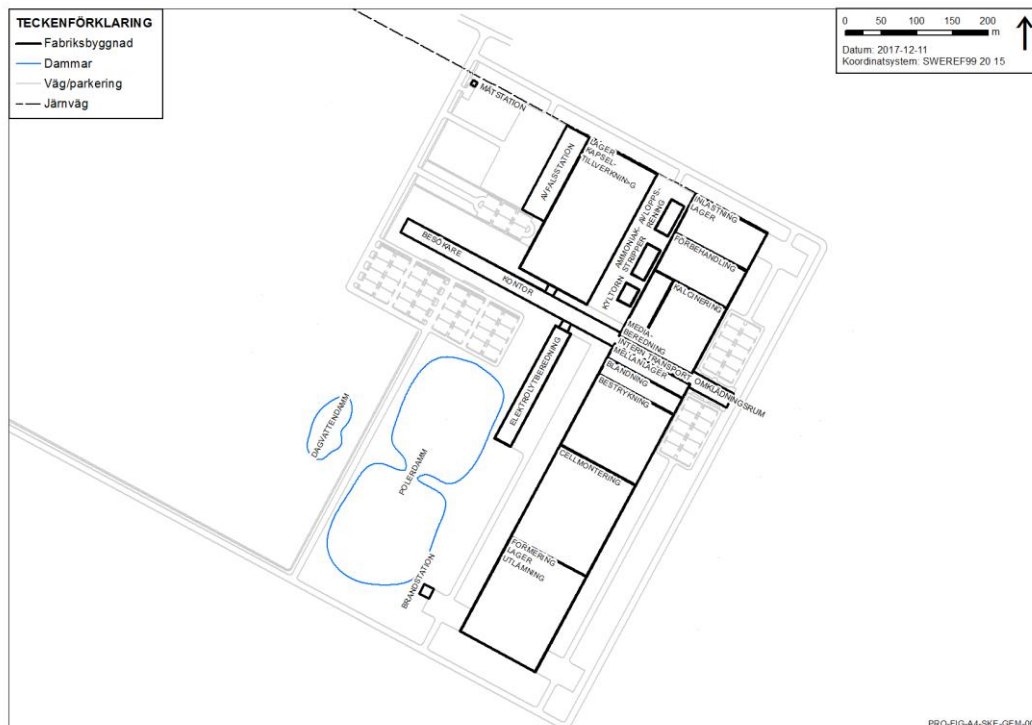 TECKENFÖRKLARING
Fabriksbyggnad
Dammar
Väg/parkering
Järnväg
0 50 100 150 200
m
Datum: 2017-12-11
Koordinatsystem: SWEREF99 20 15
MÄTSTATION
AVFALLSSTATION
LAGER
KAPSEL-
TILLVERKNING
AVLOPPS-
RENING
AMMONIAK-
STRIPPER
KYLTORN
INLASTNING
LAGER
FÖRBEHANDLING
KALCINERING
BESÖKARE
KONTOR
MEDIA-
BEREDNING
INTERN TRANSPORT
OMKLÄDNINGSRUM
MELLANLAGER
BLANDNING
BESTRYKNING
ELEKTROLYTBEREDNING
CELLMONTERING
DAGVATTENDAMM
POLERDAMM
FORMERING
LAGER
UTLÄMNING
BRANDSTATION